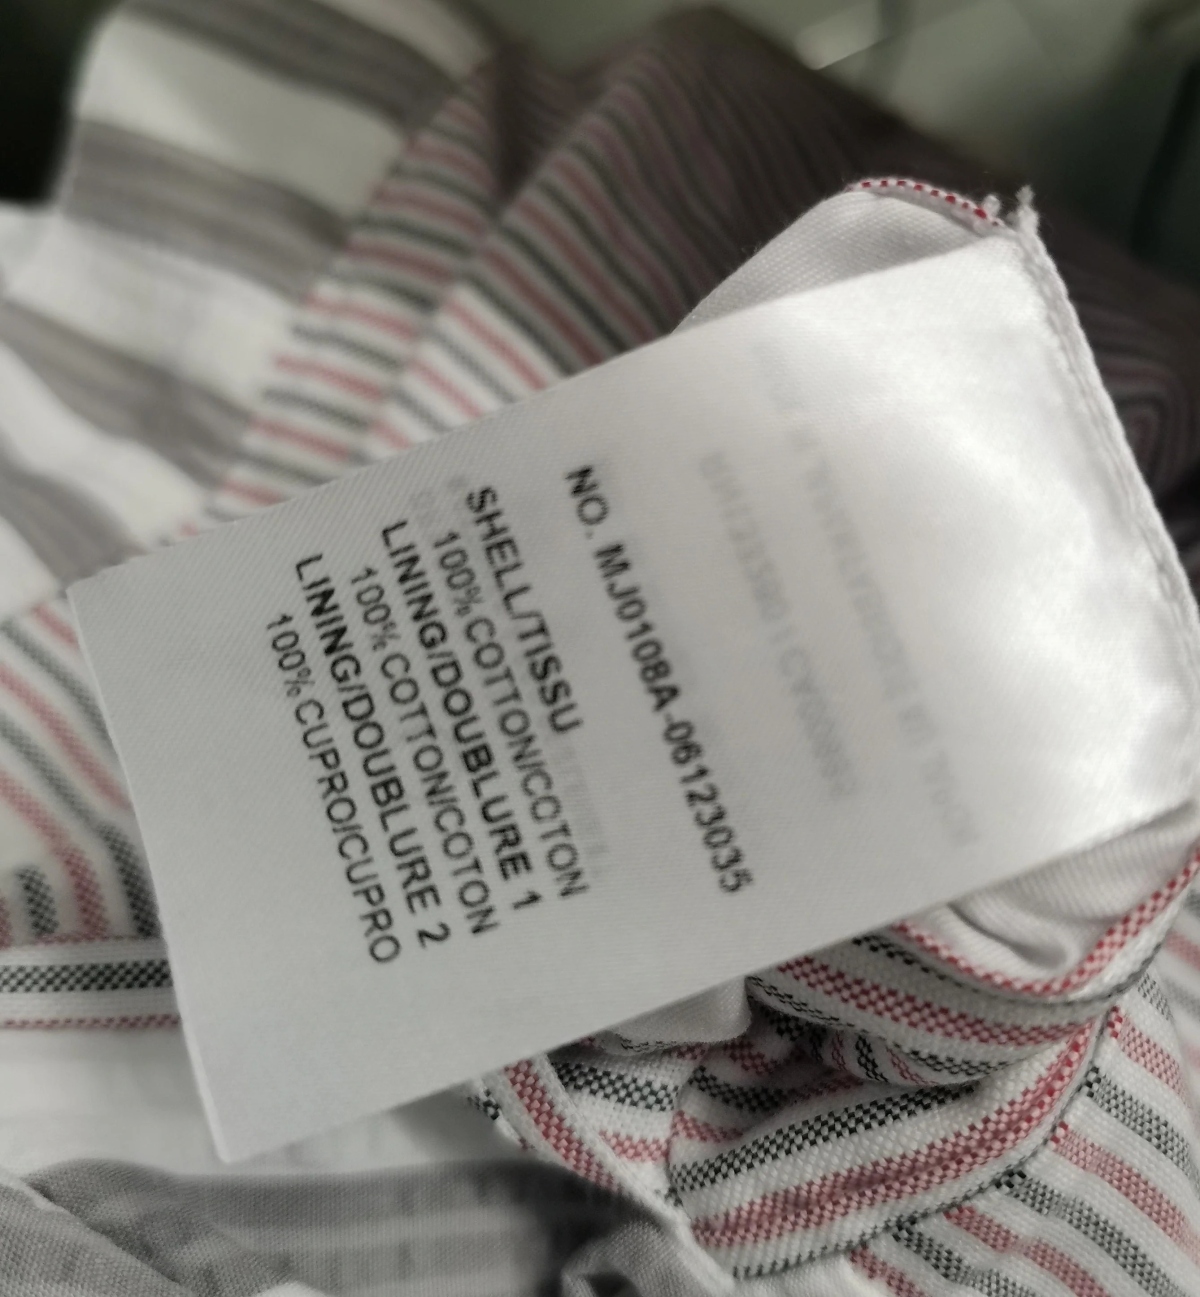 NO. MJ0108A-06123035
SHELL/TISSU
100% COTTON/COTON
LINING/DOUBLURE 1
100% COTTON/COTON
LINING/DOUBLURE 2
100% CUPRO/CUPRO